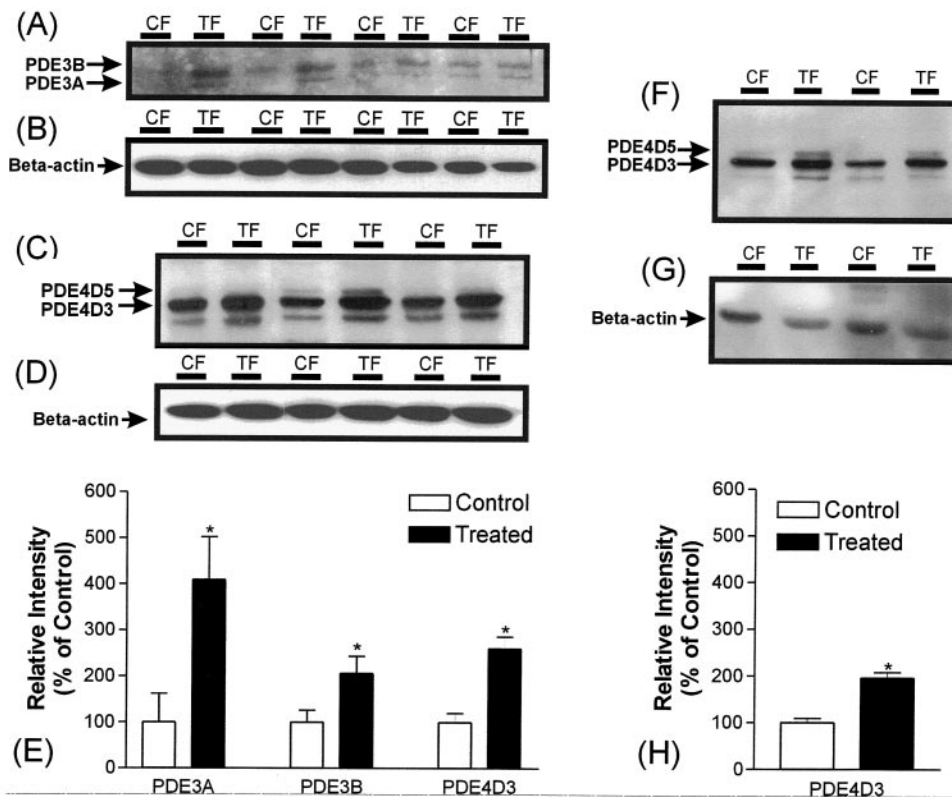 (A)
CF TF CF TF CF TF CF TF
PDE3B
PDE3A
(B)
CF TF CF TF CF TF CF TF
Beta-actin
(C)
CF TF CF TF CF TF
PDE4D5
PDE4D3
(D)
CF TF CF TF CF TF
Beta-actin
(F)
CF TF CF TF
PDE4D5
PDE4D3
(G)
CF TF CF TF
Beta-actin
(E)
Relative Intensity
(% of Control)
600
500
400
300
200
100
0
Control
Treated
*
*
*
PDE3A PDE3B PDE4D3
(H)
Relative Intensity
(% of Control)
600
500
400
300
200
100
0
Control
Treated
*
PDE4D3